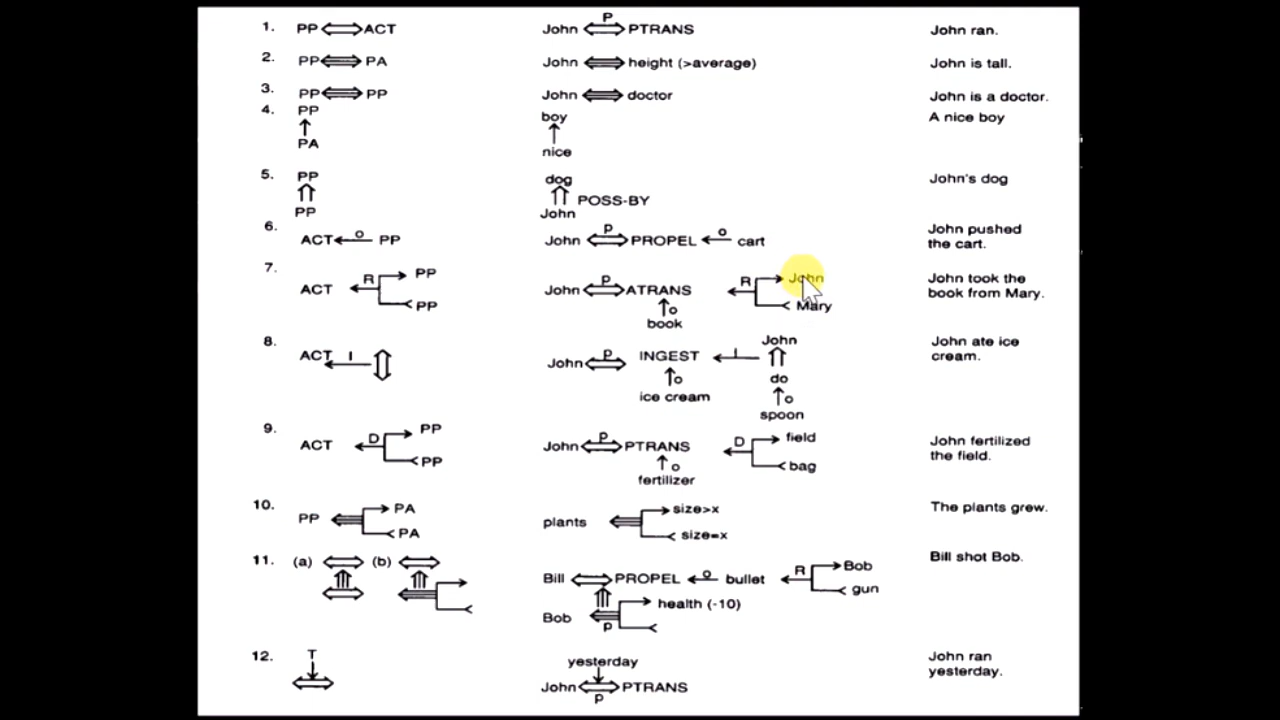 1. PP ACT John P PTRANS John ran.
2. PP PA John height (>average) John is tall.
3. PP PP John doctor John is a doctor.
4. PP boy A nice boy
PA nice
5. PP dog John's dog
POSS-BY
PP John
6. ACT o PP John p PROPEL o cart John pushed
the cart.
7. ACT R PP John p ATRANS R John John took the
PP o Mary book from Mary.
book
8. ACT I John p INGEST I John John ate ice
cream.
o do
ice cream o
spoon
9. ACT D PP John p PTRANS D field John fertilized
PP o bag the field.
fertilizer
10. PP PA plants size>x The plants grew.
PA size=x
11. (a) (b) Bill PROPEL o bullet R Bob Bill shot Bob.
gun
Bob p health (-10)
12. T yesterday John ran
yesterday.
John p PTRANS